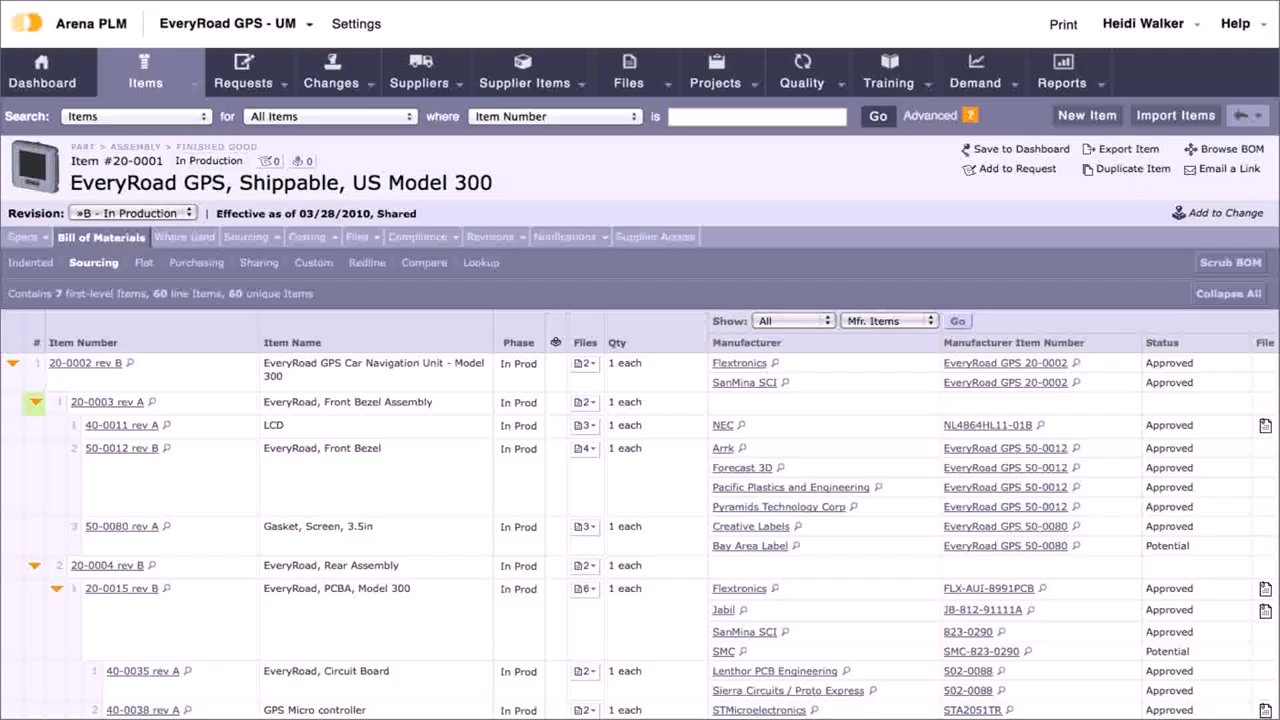 Arena PLM EveryRoad GPS - UM Settings Print Heidi Walker Help
Dashboard Items Requests Changes Suppliers Supplier Items Files Projects Quality Training Demand Reports
Search: Items for All Items where Item Number is Go Advanced ? New Item Import Items
PART > ASSEMBLY > FINISHED GOOD
Item #20-0001 In Production 0 0
EveryRoad GPS, Shippable, US Model 300
Save to Dashboard Export Item Browse BOM
Add to Request Duplicate Item Email a Link
Revision: »B - In Production | Effective as of 03/28/2010, Shared Add to Change
Specs Bill of Materials Where Used Sourcing Costing Files Compliance Revisions Notifications Supplier Access
Indented Sourcing Flat Purchasing Sharing Custom Redline Compare Lookup Scrub BOM
Contains 7 first-level Items, 60 line Items, 60 unique Items Collapse All
Show: All Mfr. Items Go
# Item Number Item Name Phase Files Qty Manufacturer Manufacturer Item Number Status File
1 20-0002 rev B EveryRoad GPS Car Navigation Unit - Model 300 In Prod 2 1 each Flextronics EveryRoad GPS 20-0002 Approved
SanMina SCI EveryRoad GPS 20-0002 Approved
1 20-0003 rev A EveryRoad, Front Bezel Assembly In Prod 2 1 each
1 40-0011 rev A LCD In Prod 3 1 each NEC NL4864HL11-01B Approved
2 50-0012 rev B EveryRoad, Front Bezel In Prod 4 1 each Arrk EveryRoad GPS 50-0012 Approved
Forecast 3D EveryRoad GPS 50-0012 Approved
Pacific Plastics and Engineering EveryRoad GPS 50-0012 Approved
Pyramids Technology Corp EveryRoad GPS 50-0012 Approved
3 50-0080 rev A Gasket, Screen, 3.5in In Prod 3 1 each Creative Labels EveryRoad GPS 50-0080 Approved
Bay Area Label EveryRoad GPS 50-0080 Potential
2 20-0004 rev B EveryRoad, Rear Assembly In Prod 2 1 each
1 20-0015 rev B EveryRoad, PCBA, Model 300 In Prod 6 1 each Flextronics FLX-AUI-8991PCB Approved
Jabil JB-812-91111A Approved
SanMina SCI 823-0290 Approved
SMC SMC-823-0290 Potential
1 40-0035 rev A EveryRoad, Circuit Board In Prod 2 1 each Lenthor PCB Engineering S02-0088 Approved
Sierra Circuits / Proto Express S02-0088 Approved
2 40-0038 rev A GPS Micro controller In Prod 2 1 each STMicroelectronics STA2051TR Approved